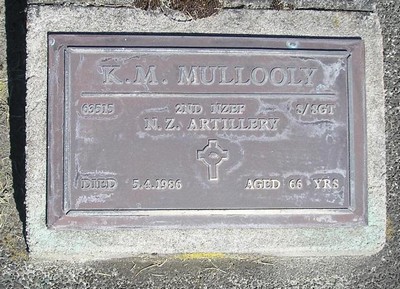 K. M. MULLOOLY
63515 2ND NZEF S/SGT
N.Z. ARTILLERY
DIED 5.4.1986 AGED 66 YRS